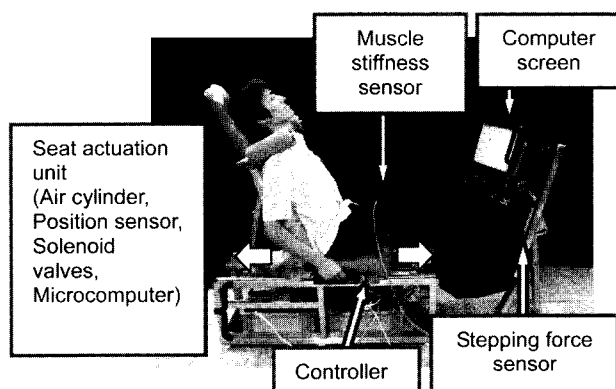 Muscle
stiffness
sensor
Computer
screen
Seat actuation
unit
(Air cylinder,
Position sensor,
Solenoid
valves,
Microcomputer)
Controller
Stepping force
sensor